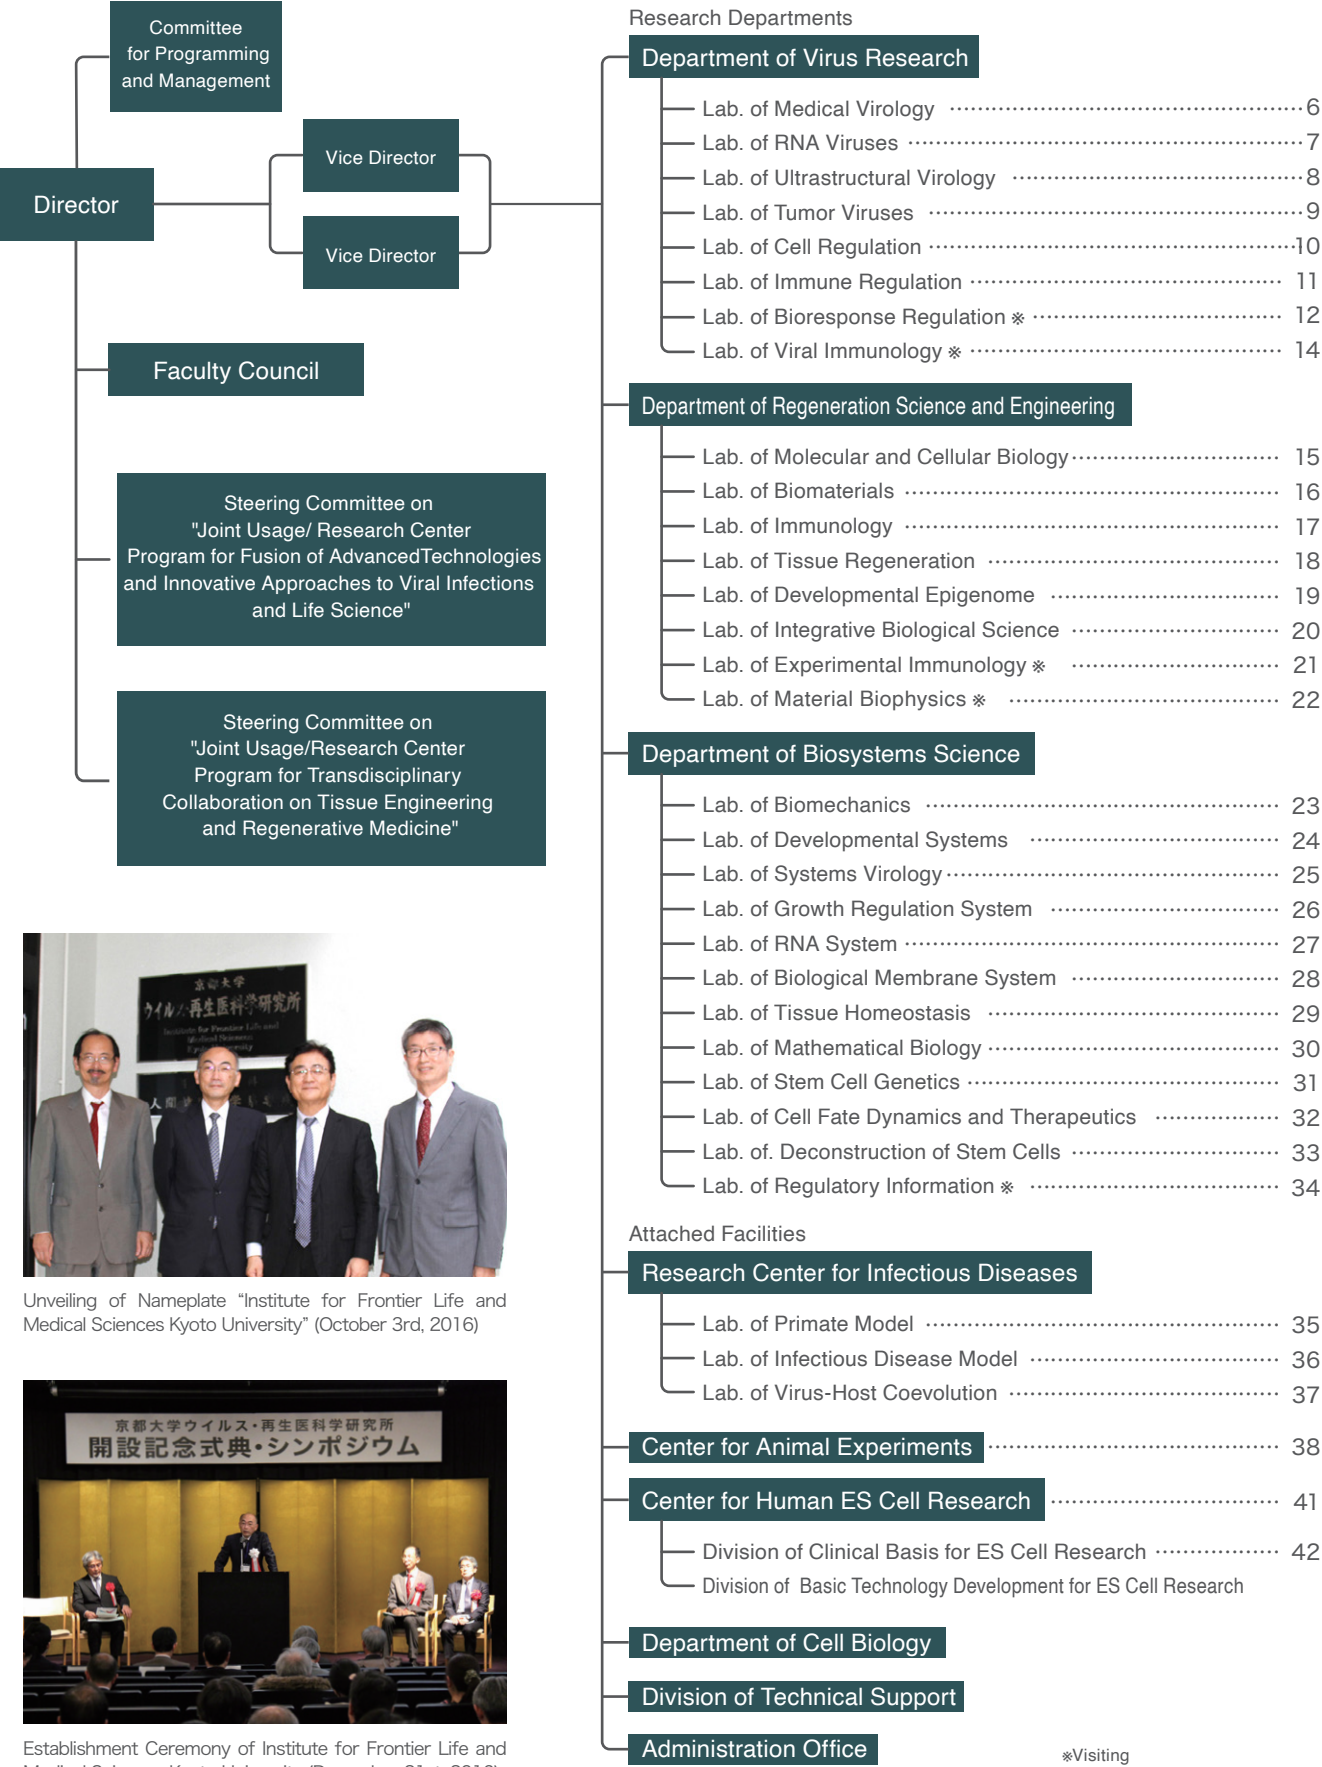 Committee
for Programming
and Management
Director
Vice Director
Vice Director
Faculty Council
Steering Committee on
"Joint Usage/ Research Center
Program for Fusion of AdvancedTechnologies
and Innovative Approaches to Viral Infections
and Life Science"
Steering Committee on
"Joint Usage/Research Center
Program for Transdisciplinary
Collaboration on Tissue Engineering
and Regenerative Medicine"
京都大学
ウイルス・再生医科学研究所
Institute for Frontier Life and
Medical Sciences
Kyoto University
Unveiling of Nameplate “Institute for Frontier Life and
Medical Sciences Kyoto University” (October 3rd, 2016)
京都大学ウイルス・再生医科学研究所
開設記念式典・シンポジウム
Establishment Ceremony of Institute for Frontier Life and
Research Departments
Department of Virus Research
Lab. of Medical Virology 6
Lab. of RNA Viruses 7
Lab. of Ultrastructural Virology 8
Lab. of Tumor Viruses 9
Lab. of Cell Regulation 10
Lab. of Immune Regulation 11
Lab. of Bioresponse Regulation ※ 12
Lab. of Viral Immunology ※ 14
Department of Regeneration Science and Engineering
Lab. of Molecular and Cellular Biology 15
Lab. of Biomaterials 16
Lab. of Immunology 17
Lab. of Tissue Regeneration 18
Lab. of Developmental Epigenome 19
Lab. of Integrative Biological Science 20
Lab. of Experimental Immunology ※ 21
Lab. of Material Biophysics ※ 22
Department of Biosystems Science
Lab. of Biomechanics 23
Lab. of Developmental Systems 24
Lab. of Systems Virology 25
Lab. of Growth Regulation System 26
Lab. of RNA System 27
Lab. of Biological Membrane System 28
Lab. of Tissue Homeostasis 29
Lab. of Mathematical Biology 30
Lab. of Stem Cell Genetics 31
Lab. of Cell Fate Dynamics and Therapeutics 32
Lab. of. Deconstruction of Stem Cells 33
Lab. of Regulatory Information ※ 34
Attached Facilities
Research Center for Infectious Diseases
Lab. of Primate Model 35
Lab. of Infectious Disease Model 36
Lab. of Virus-Host Coevolution 37
Center for Animal Experiments 38
Center for Human ES Cell Research 41
Division of Clinical Basis for ES Cell Research 42
Division of Basic Technology Development for ES Cell Research
Department of Cell Biology
Division of Technical Support
Administration Office
※Visiting